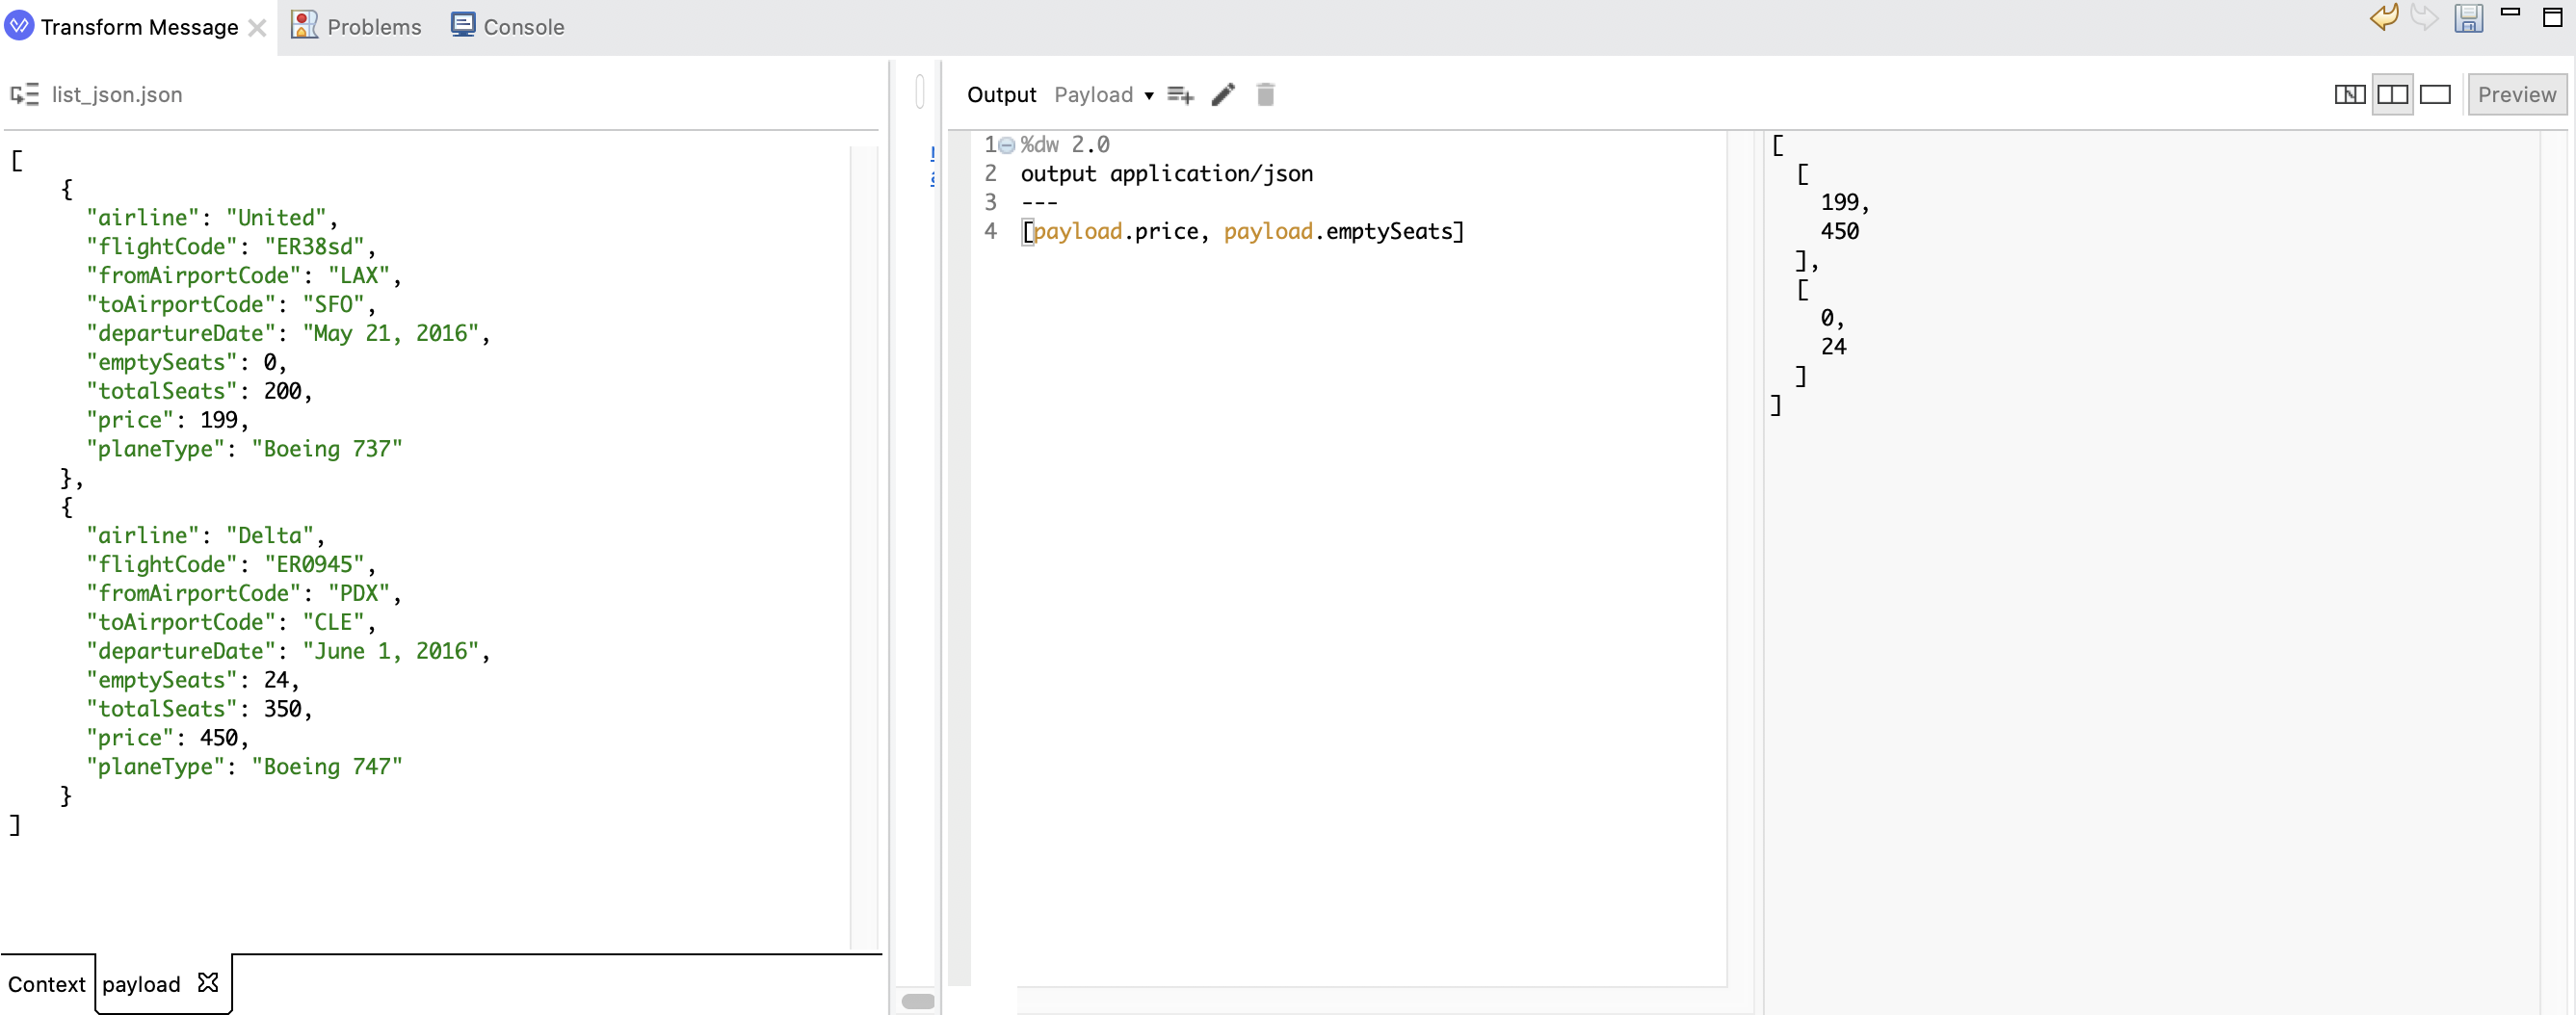 Transform Message
Problems
Console
list_json.json
[
    {
      "airline": "United",
      "flightCode": "ER38sd",
      "fromAirportCode": "LAX",
      "toAirportCode": "SFO",
      "departureDate": "May 21, 2016",
      "emptySeats": 0,
      "totalSeats": 200,
      "price": 199,
      "planeType": "Boeing 737"
    },
    {
      "airline": "Delta",
      "flightCode": "ER0945",
      "fromAirportCode": "PDX",
      "toAirportCode": "CLE",
      "departureDate": "June 1, 2016",
      "emptySeats": 24,
      "totalSeats": 350,
      "price": 450,
      "planeType": "Boeing 747"
    }
]
Context
payload
Output Payload
Preview
1 %dw 2.0
2 output application/json
3 ---
4 [payload.price, payload.emptySeats]
[
  [
    199,
    450
  ],
  [
    0,
    24
  ]
]